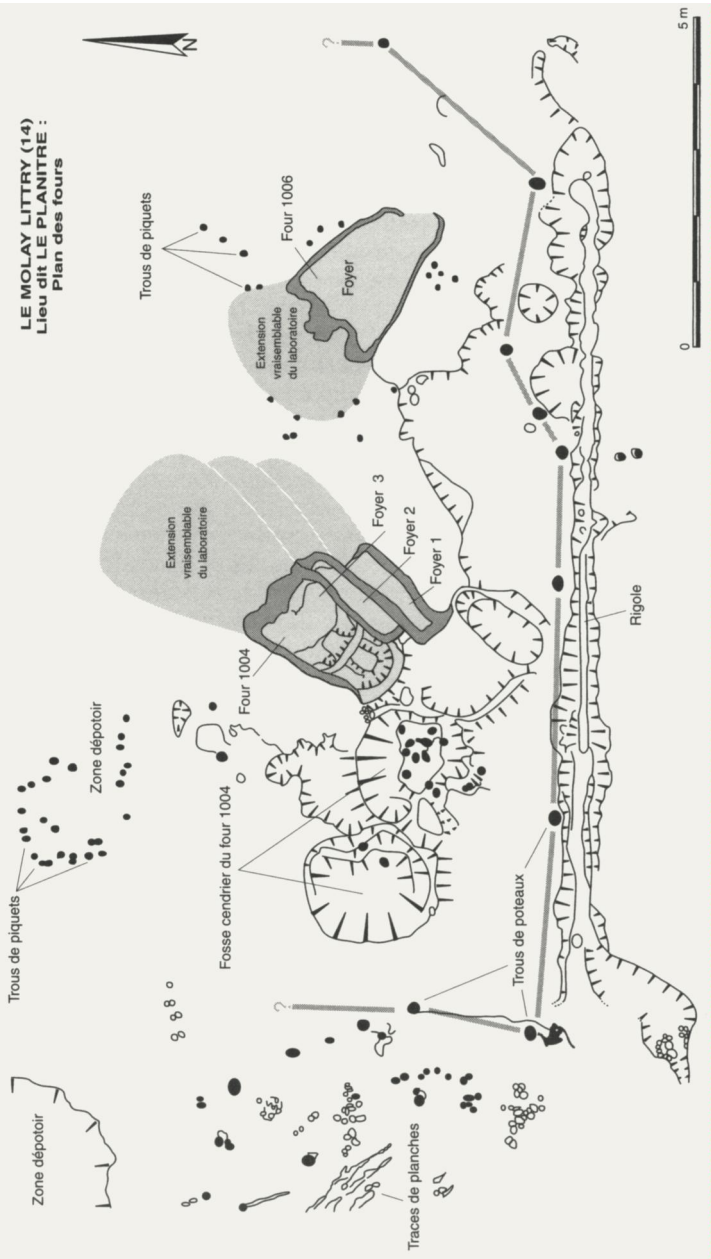 LE MOLAY LITTRY (14)
Lieu dit LE PLANITRE :
Plan des fours
N
Zone dépotoir
Trous de piquets
Zone dépotoir
Trous de piquets
Extension
vraisemblable
du laboratoire
Extension
vraisemblable
du laboratoire
Four 1006
Foyer
Four 1004
Foyer 3
Foyer 2
Foyer 1
Fosse cendrier du four 1004
?
?
Trous de poteaux
Traces de planches
Rigole
0
5 m